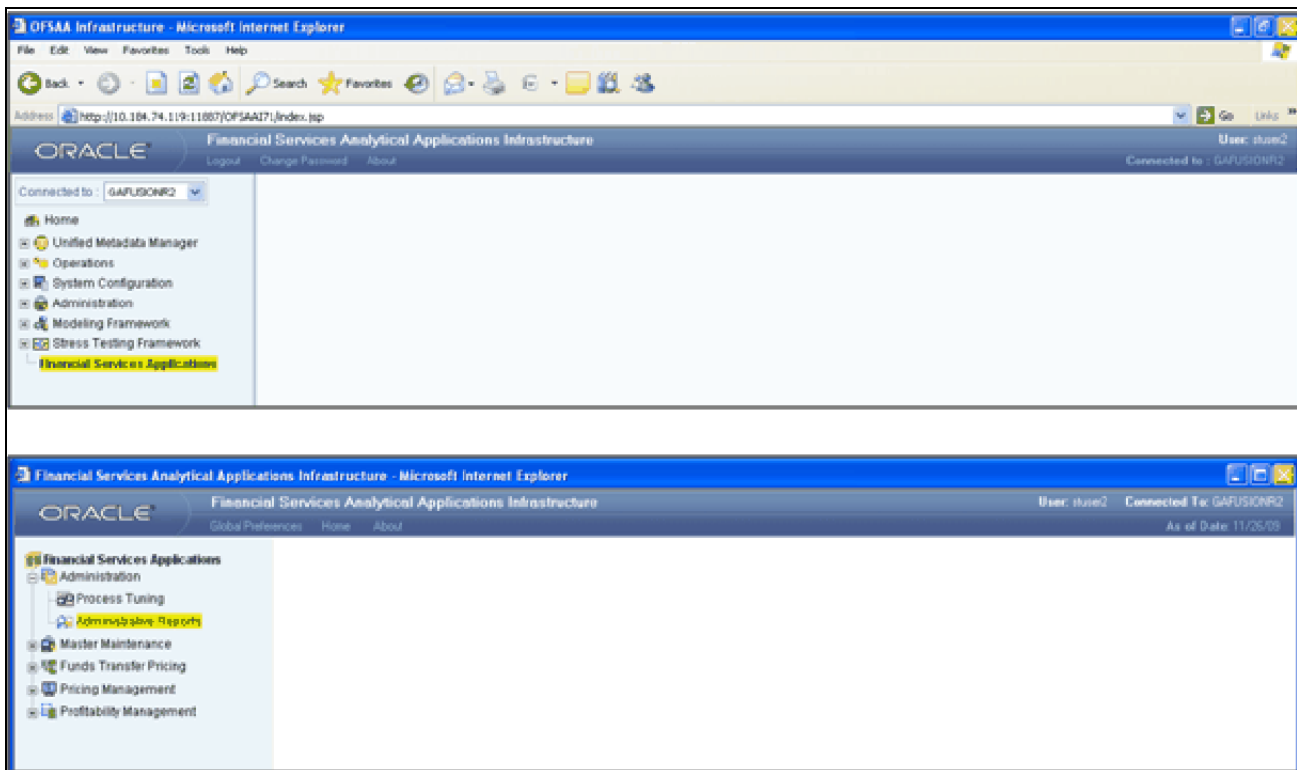 OFSAA Infrastructure - Microsoft Internet Explorer
File Edit View Favorites Tools Help
Back Search Favorites
Address http://10.184.74.119:11887/OFSAAI71/index.jsp Go Links
ORACLE Financial Services Analytical Applications Infrastructure User: stuser2
Logout Change Password About Connected to : GAFUSIONR2
Connected to : GAFUSIONR2
Home
Unified Metadata Manager
Operations
System Configuration
Administration
Modeling Framework
Stress Testing Framework
Financial Services Applications
Financial Services Analytical Applications Infrastructure - Microsoft Internet Explorer
ORACLE Financial Services Analytical Applications Infrastructure User: stuser2 Connected To: GAFUSIONR2
Global Preferences Home About As of Date: 11/26/09
Financial Services Applications
Administration
Process Tuning
Administrative Reports
Master Maintenance
Funds Transfer Pricing
Pricing Management
Profitability Management